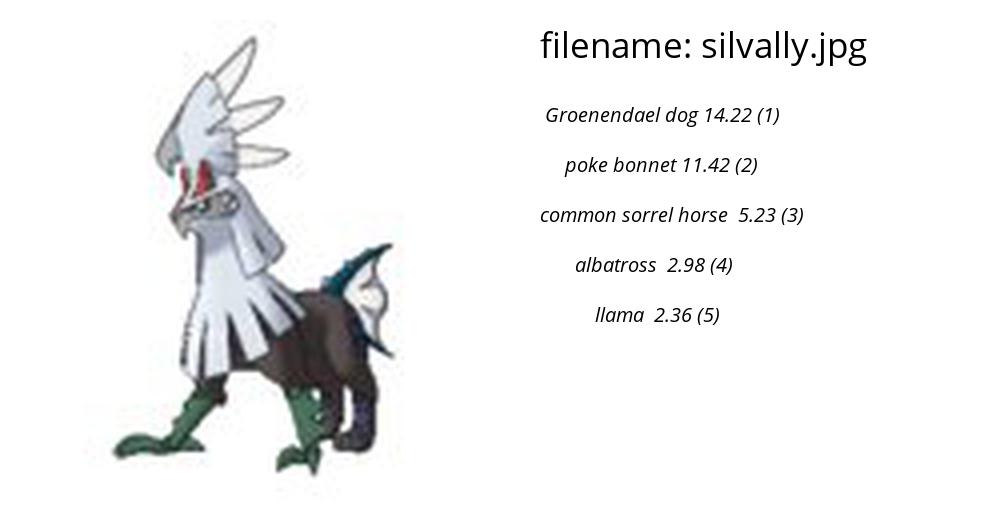 filename: silvally.jpg
Groenendael dog 14.22 (1)
poke bonnet 11.42 (2)
common sorrel horse  5.23 (3)
albatross  2.98 (4)
llama  2.36 (5)